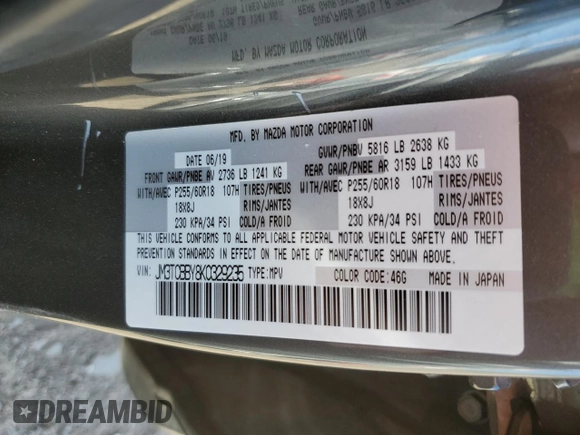 MFD. BY MAZDA MOTOR CORPORATION
DATE 06/19 GVWR/PNBV 5816 LB 2638 KG
FRONT GAWR/PNBE AV 2736 LB 1241 KG REAR GAWR/PNBE AR 3159 LB 1433 KG
WITH/AVEC P255/60R18 107H TIRES/PNEUS WITH/AVEC P255/60R18 107H TIRES/PNEUS
18X8J RIMS/JANTES 18X8J RIMS/JANTES
230 KPA/34 PSI COLD/A FROID 230 KPA/34 PSI COLD/A FROID
THIS VEHICLE CONFORMS TO ALL APPLICABLE FEDERAL MOTOR VEHICLE SAFETY, BUMPER, AND THEFT
PREVENTION STANDARDS IN EFFECT ON THE DATE OF MANUFACTURE SHOWN ABOVE.
VIN: JM3TCBBY8K0329235 TYPE:MPV COLOR CODE:46G MADE IN JAPAN
DREAMBID